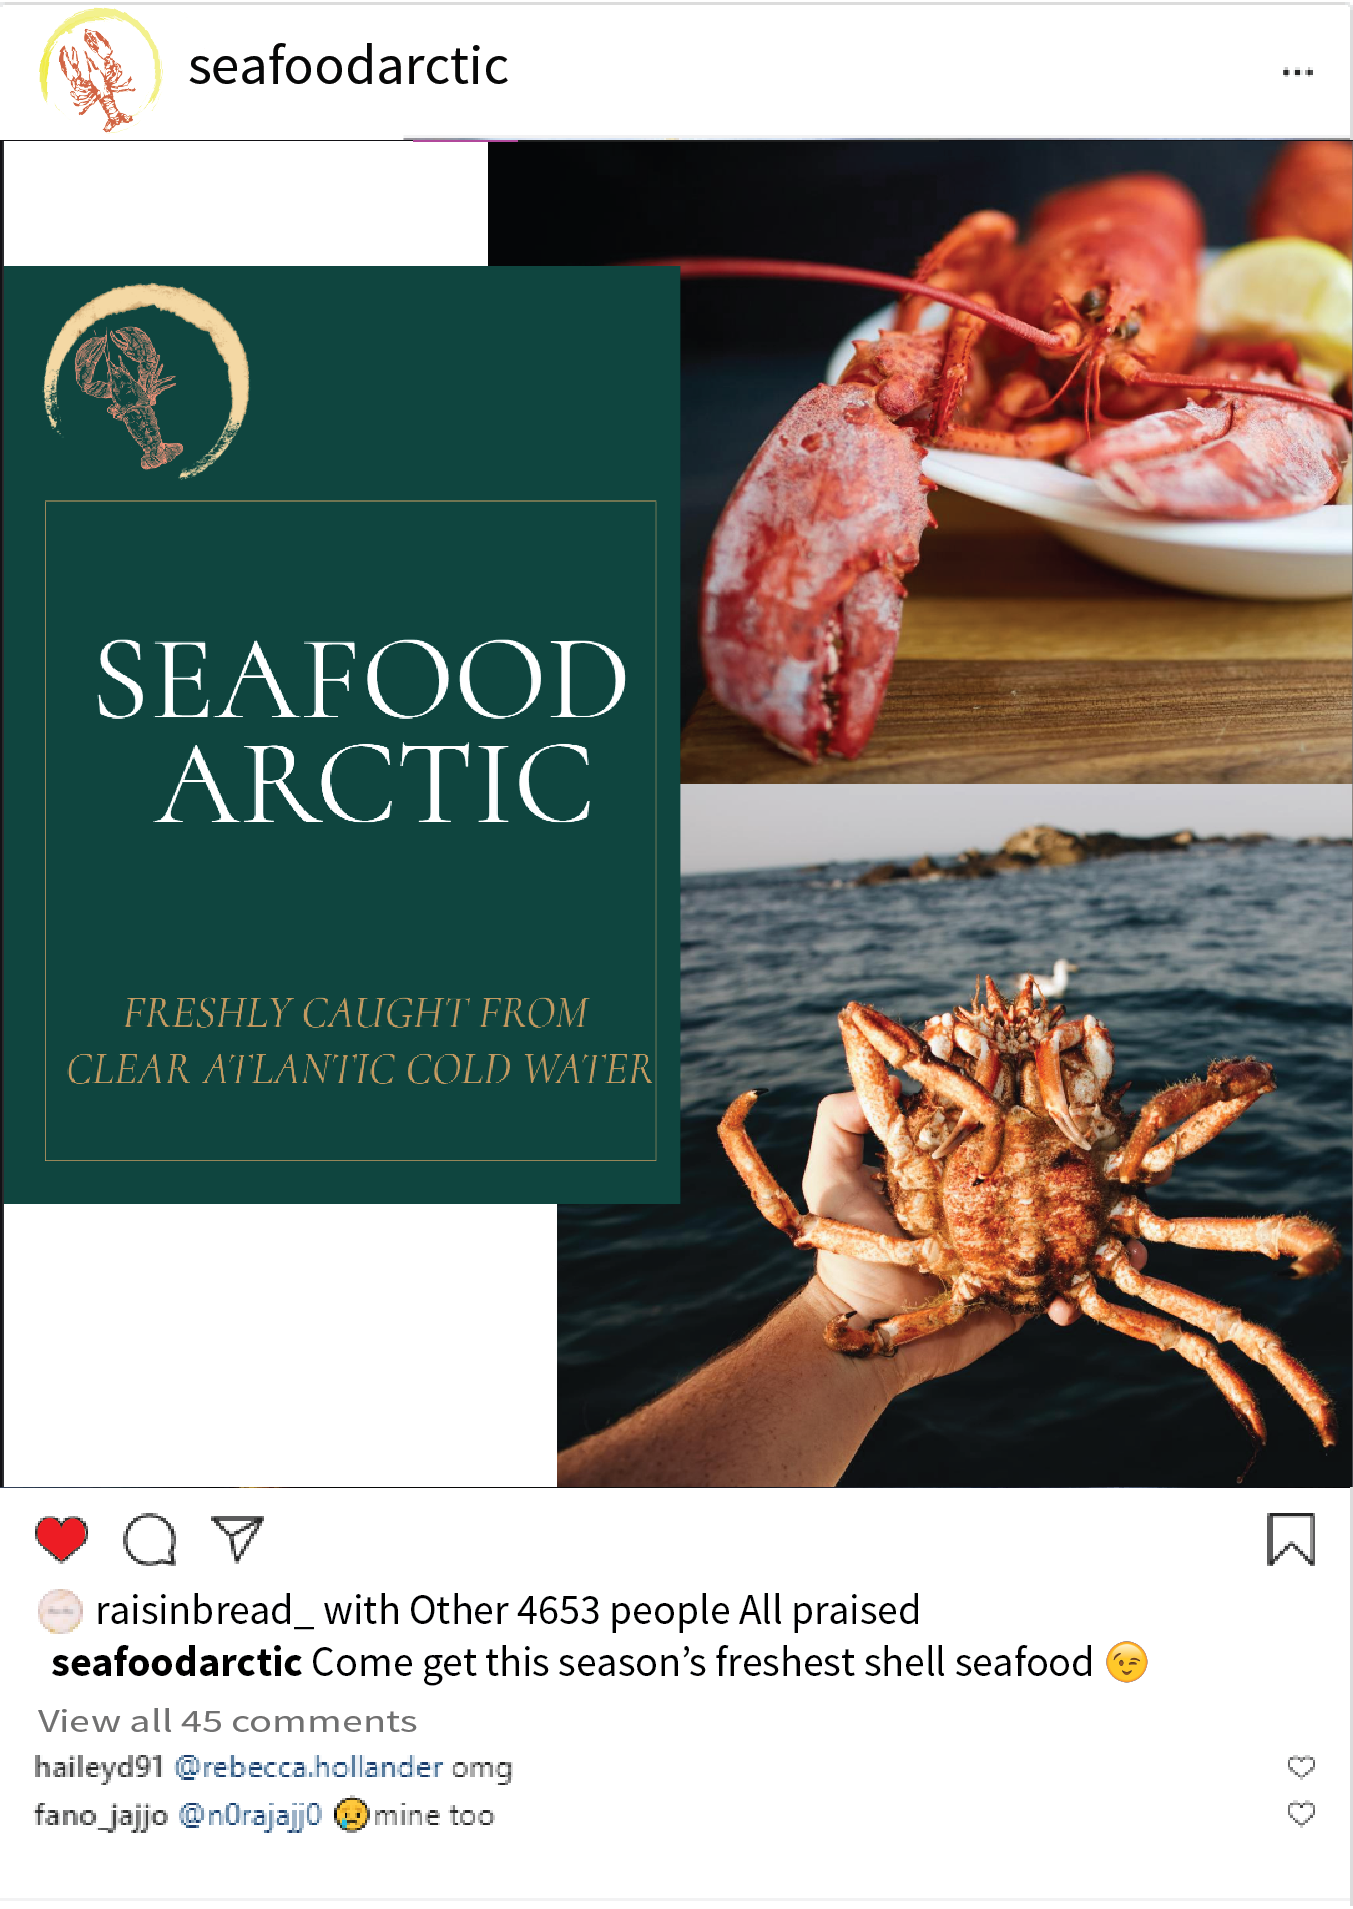 seafoodarctic
SEAFOOD
ARCTIC
FRESHLY CAUGHT FROM
CLEAR ATLANTIC COLD WATER
raisinbread_ with Other 4653 people All praised
seafoodarctic Come get this season’s freshest shell seafood 😉
View all 45 comments
haileyd91 @rebecca.hollander omg
fano_jajjo @n0rajajj0 😢mine too